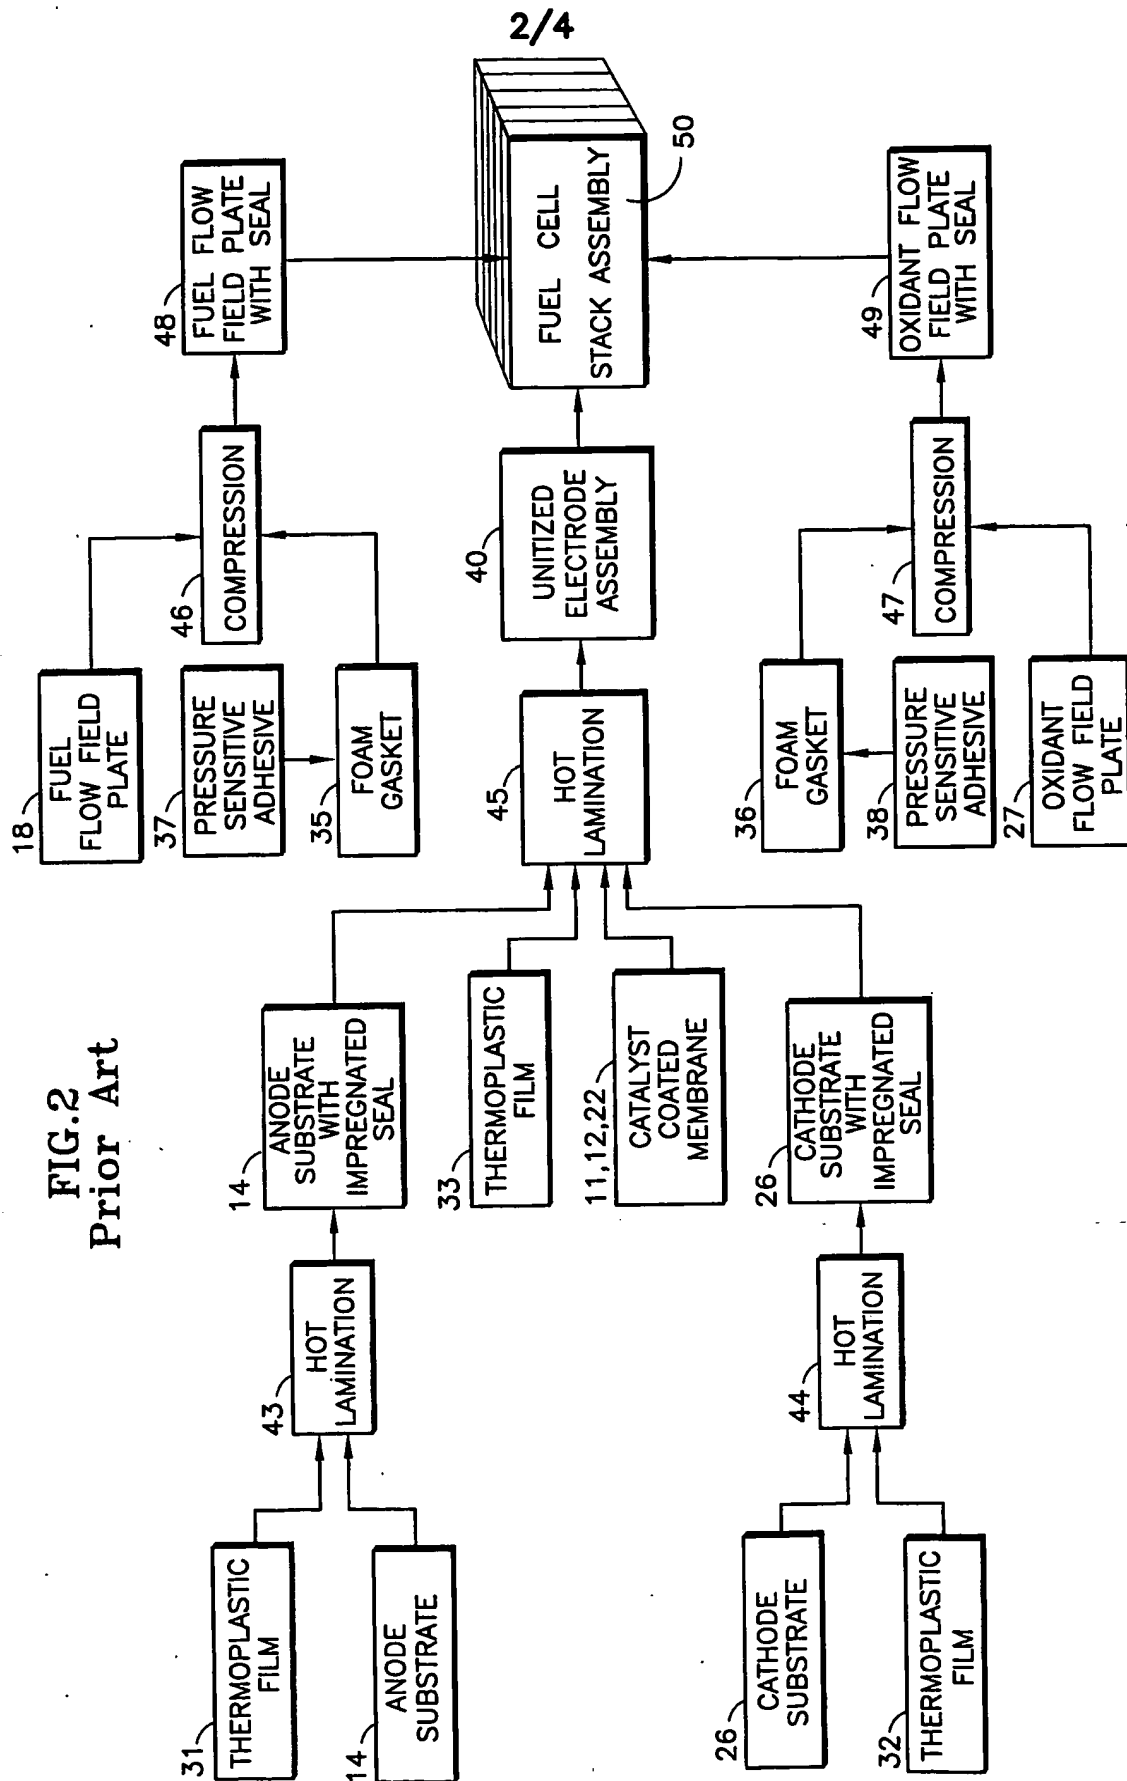 2/4
FIG.2
Prior Art
31
THERMOPLASTIC
FILM
14
ANODE
SUBSTRATE
43
HOT
LAMINATION
14
ANODE
SUBSTRATE
WITH
IMPREGNATED
SEAL
33
THERMOPLASTIC
FILM
11,12,22
CATALYST
COATED
MEMBRANE
26
CATHODE
SUBSTRATE
32
THERMOPLASTIC
FILM
44
HOT
LAMINATION
26
CATHODE
SUBSTRATE
WITH
IMPREGNATED
SEAL
45
HOT
LAMINATION
40
UNITIZED
ELECTRODE
ASSEMBLY
18
FUEL
FLOW FIELD
PLATE
37
PRESSURE
SENSITIVE
ADHESIVE
35
FOAM
GASKET
46
COMPRESSION
48
FUEL FLOW
FIELD PLATE
WITH SEAL
36
FOAM
GASKET
38
PRESSURE
SENSITIVE
ADHESIVE
27
OXIDANT
FLOW FIELD
PLATE
47
COMPRESSION
49
OXIDANT FLOW
FIELD PLATE
WITH SEAL
FUEL CELL
STACK ASSEMBLY
50